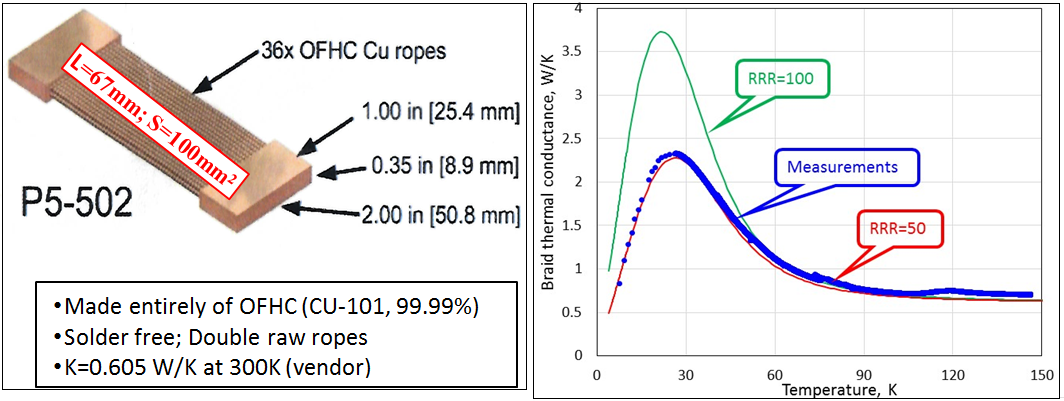 36x OFHC Cu ropes
L=67mm; S=100mm²
1.00 in [25.4 mm]
0.35 in [8.9 mm]
2.00 in [50.8 mm]
P5-502
•Made entirely of OFHC (CU-101, 99.99%)
•Solder free; Double raw ropes
•K=0.605 W/K at 300K (vendor)
Braid thermal conductance, W/K
4
3.5
3
2.5
2
1.5
1
0.5
0
RRR=100
Measurements
RRR=50
0
30
60
90
120
150
Temperature, K